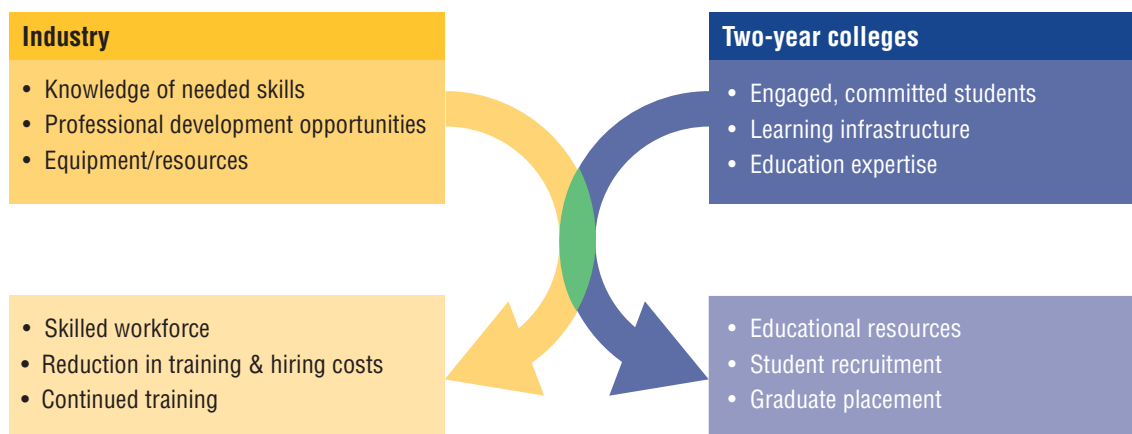 Industry
• Knowledge of needed skills
• Professional development opportunities
• Equipment/resources
Two-year colleges
• Engaged, committed students
• Learning infrastructure
• Education expertise
• Skilled workforce
• Reduction in training & hiring costs
• Continued training
• Educational resources
• Student recruitment
• Graduate placement